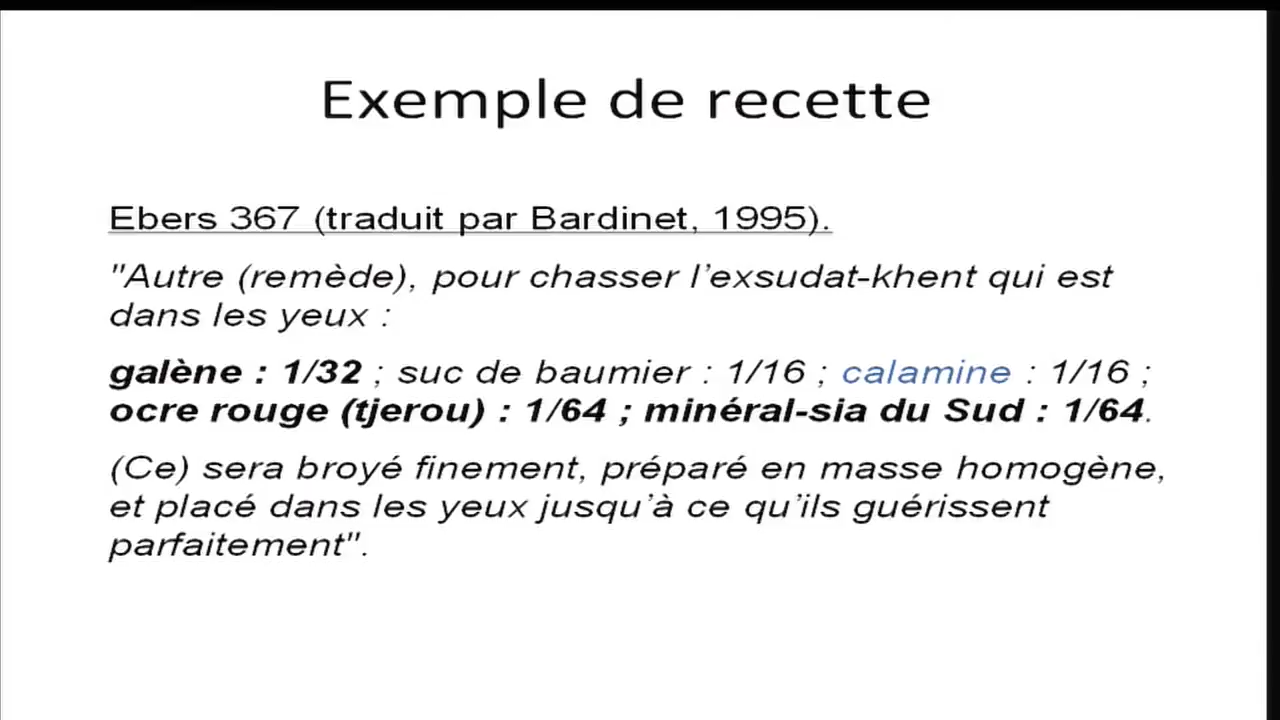 Exemple de recette
Ebers 367 (traduit par Bardinet, 1995).
"Autre (remède), pour chasser l’exsudat-khent qui est
dans les yeux :
galène : 1/32 ; suc de baumier : 1/16 ; calamine : 1/16 ;
ocre rouge (tjerou) : 1/64 ; minéral-sia du Sud : 1/64.
(Ce) sera broyé finement, préparé en masse homogène,
et placé dans les yeux jusqu’à ce qu’ils guérissent
parfaitement".